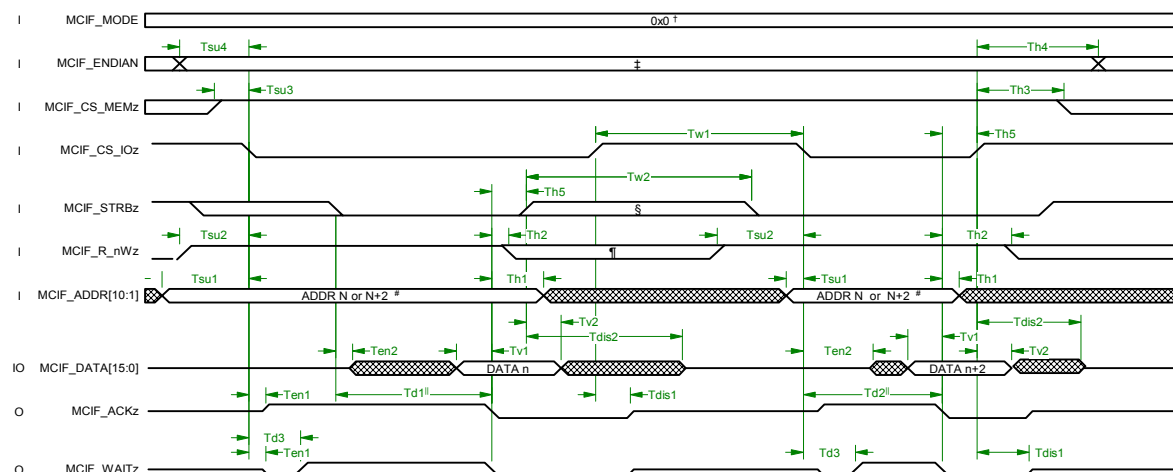 I MCIF_MODE 0x0 †
Tsu4 Th4
I MCIF_ENDIAN ‡
Tsu3 Th3
I MCIF_CS_MEMz
Tw1 Th5
I MCIF_CS_IOz
Tw2
Th5
I MCIF_STRBz §
Tsu2 Th2 Tsu2 Th2
I MCIF_R_nWz ¶
Tsu1 Th1 Tsu1 Th1
I MCIF_ADDR[10:1] ADDR N or N+2 # ADDR N or N+2 #
Tv2 Tdis2
Tdis2 Tv1
Ten2 Tv1 Ten2 Tv2
IO MCIF_DATA[15:0] DATA n DATA n+2
Ten1 Td1|| Tdis1 Td2||
O MCIF_ACKz
Td3
Ten1 Td3 Tdis1
O MCIF_WAITz